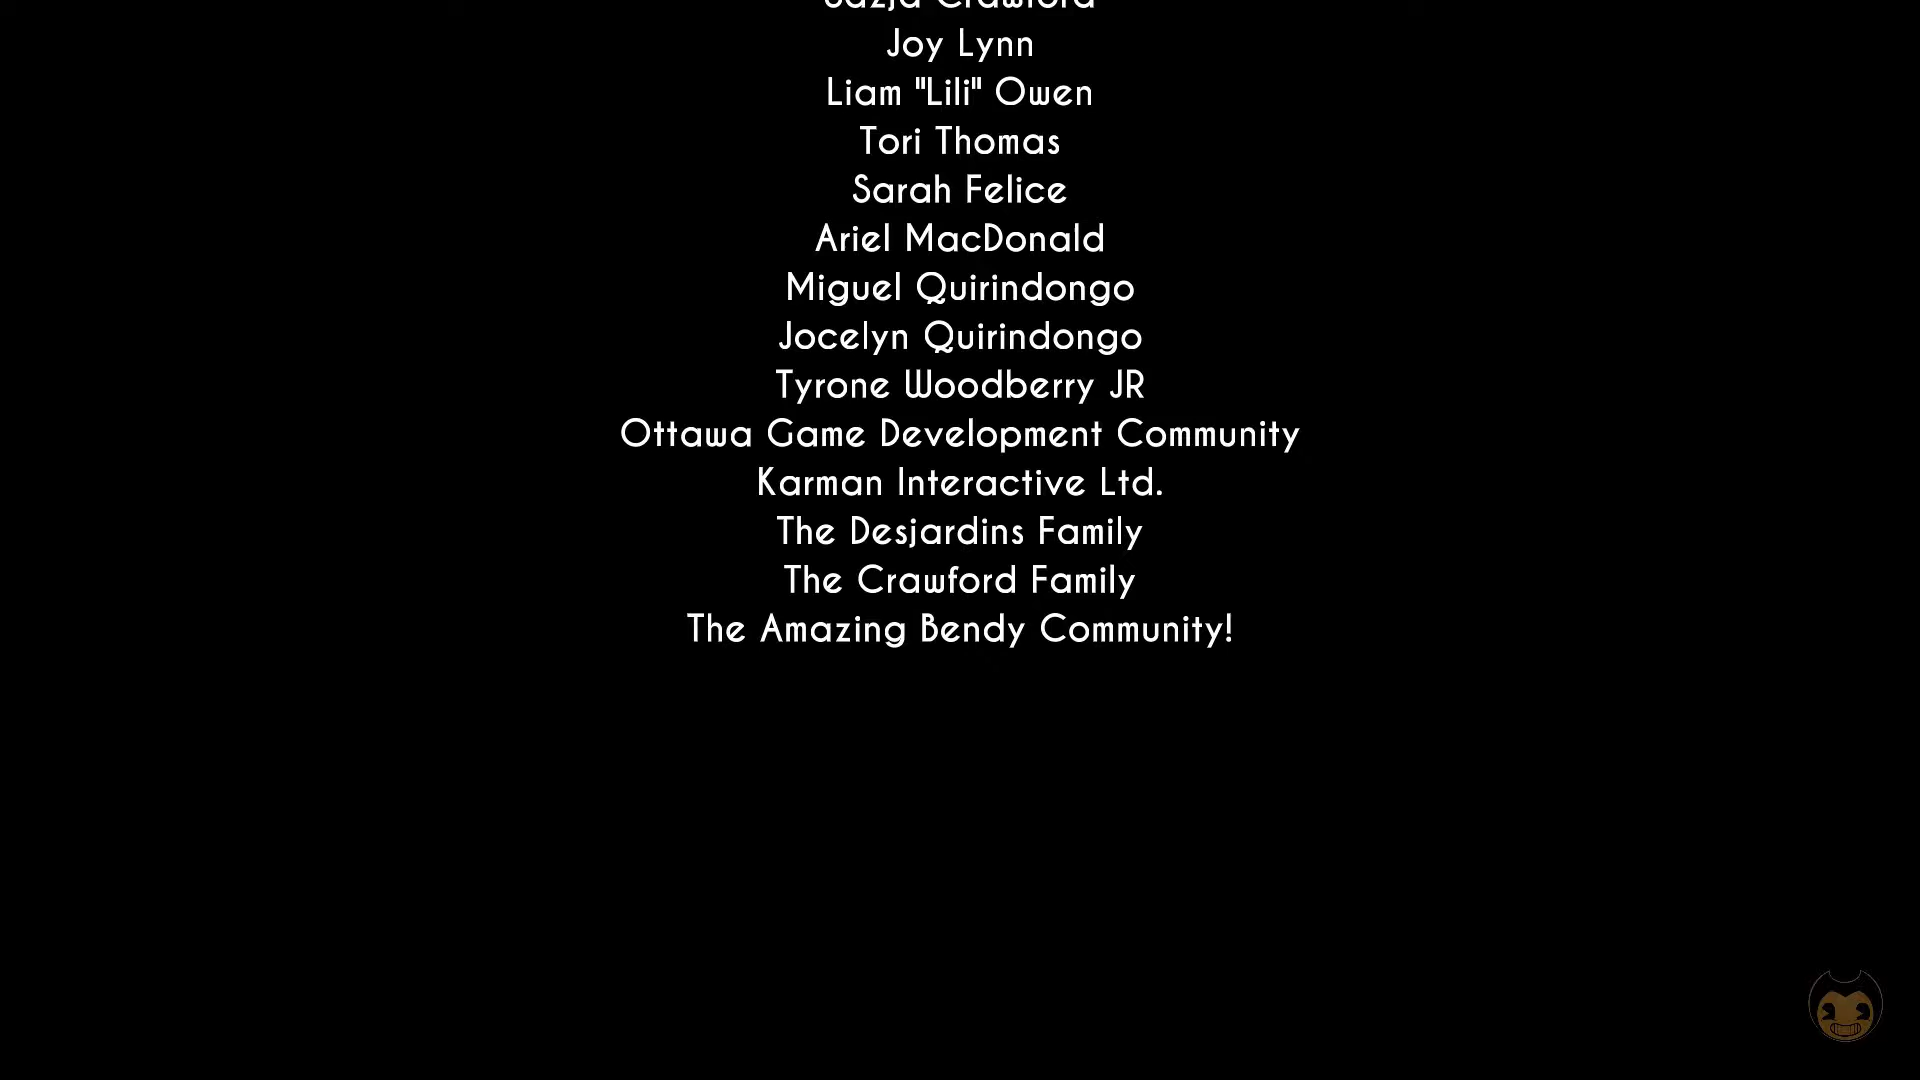 Crawford
Joy Lynn
Liam "Lili" Owen
Tori Thomas
Sarah Felice
Ariel MacDonald
Miguel Quirindongo
Jocelyn Quirindongo
Tyrone Woodberry JR
Ottawa Game Development Community
Karman Interactive Ltd.
The Desjardins Family
The Crawford Family
The Amazing Bendy Community!